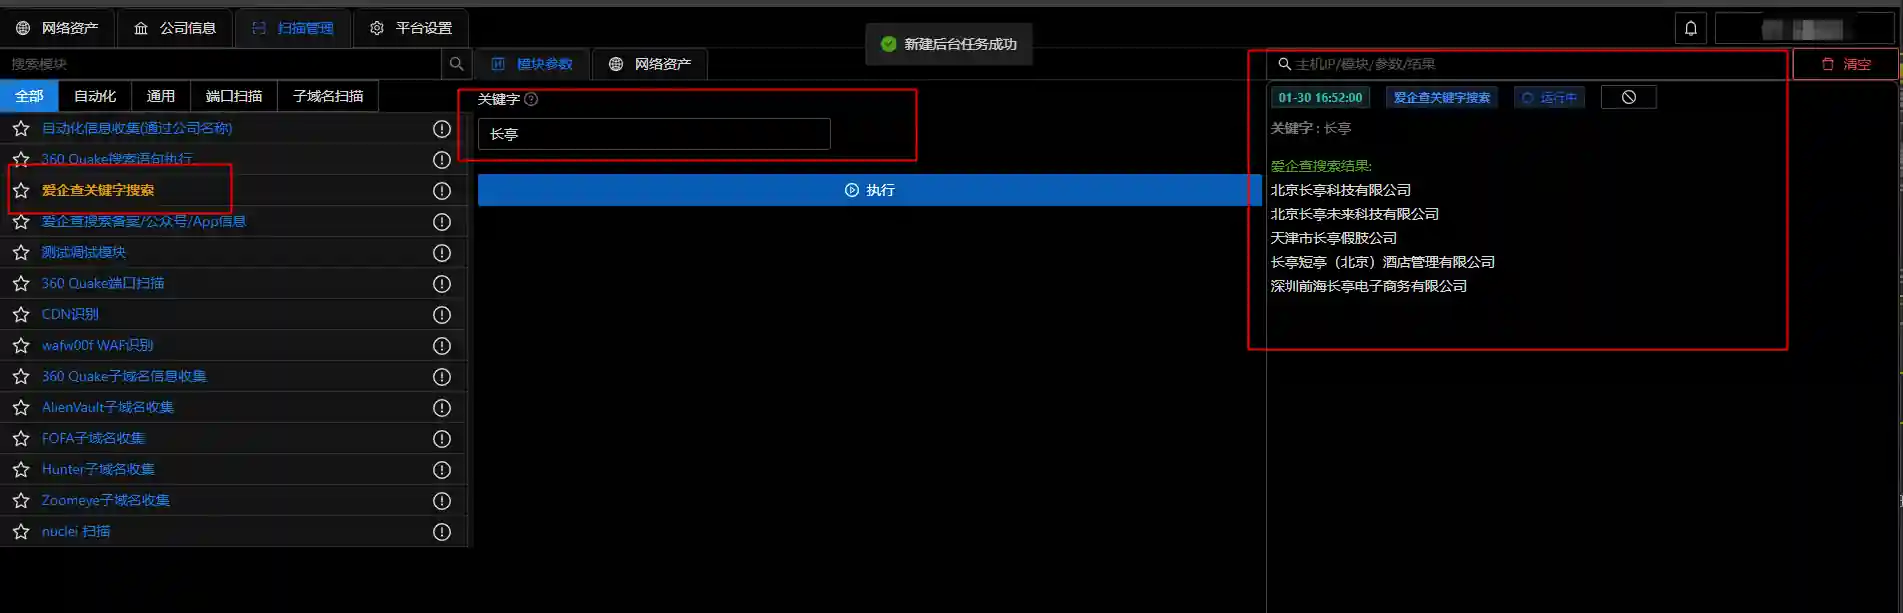 网络资产
公司信息
扫描管理
平台设置
新建后台任务成功
搜索模块
模块参数
网络资产
主机IP/模块/参数/结果
清空
全部
自动化
通用
端口扫描
子域名扫描
关键字
长亭
执行
自动化信息收集(通过公司名称)
360 Quake搜索语句执行
爱企查关键字搜索
爱企查搜索备案/公众号/App信息
测试调试模块
360 Quake端口扫描
CDN识别
wafw00f WAF识别
360 Quake子域名信息收集
AlienVault子域名收集
FOFA子域名收集
Hunter子域名收集
Zoomeye子域名收集
nuclei 扫描
01-30 16:52:00
爱企查关键字搜索
运行中
关键字 : 长亭
爱企查搜索结果:
北京长亭科技有限公司
北京长亭未来科技有限公司
天津市长亭假肢公司
长亭短亭（北京）酒店管理有限公司
深圳前海长亭电子商务有限公司